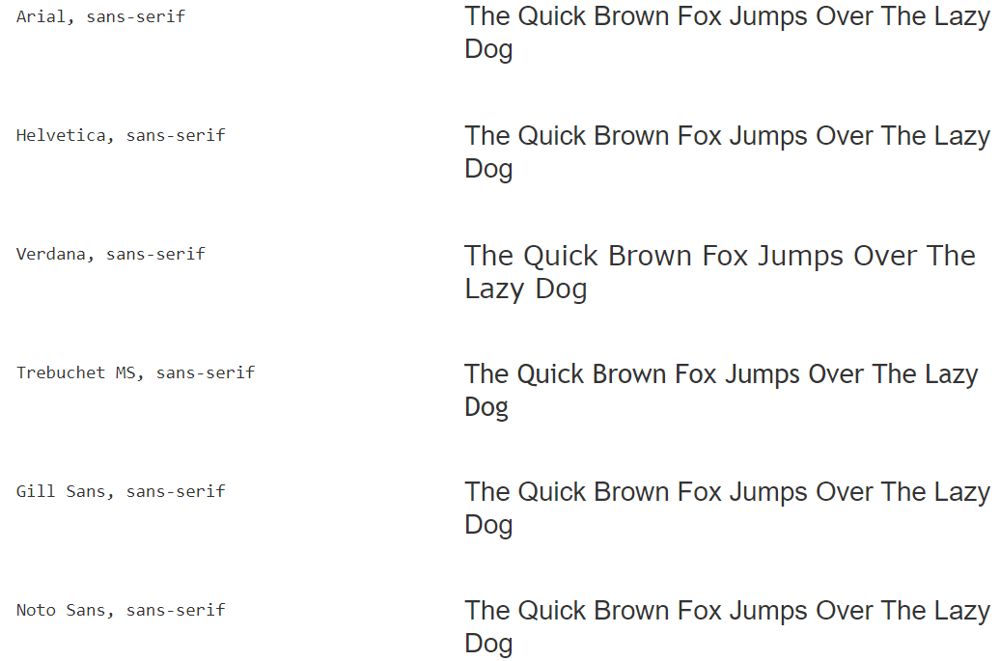 Arial, sans-serif
The Quick Brown Fox Jumps Over The Lazy
Dog
Helvetica, sans-serif
The Quick Brown Fox Jumps Over The Lazy
Dog
Verdana, sans-serif
The Quick Brown Fox Jumps Over The
Lazy Dog
Trebuchet MS, sans-serif
The Quick Brown Fox Jumps Over The Lazy
Dog
Gill Sans, sans-serif
The Quick Brown Fox Jumps Over The Lazy
Dog
Noto Sans, sans-serif
The Quick Brown Fox Jumps Over The Lazy
Dog